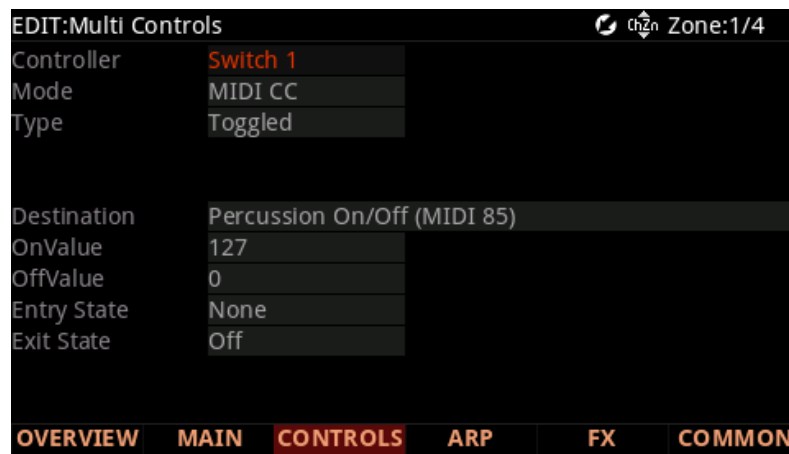 EDIT:Multi Controls ChZn Zone:1/4
Controller Switch 1
Mode MIDI CC
Type Toggled
Destination Percussion On/Off (MIDI 85)
OnValue 127
OffValue 0
Entry State None
Exit State Off
OVERVIEW MAIN CONTROLS ARP FX COMMON